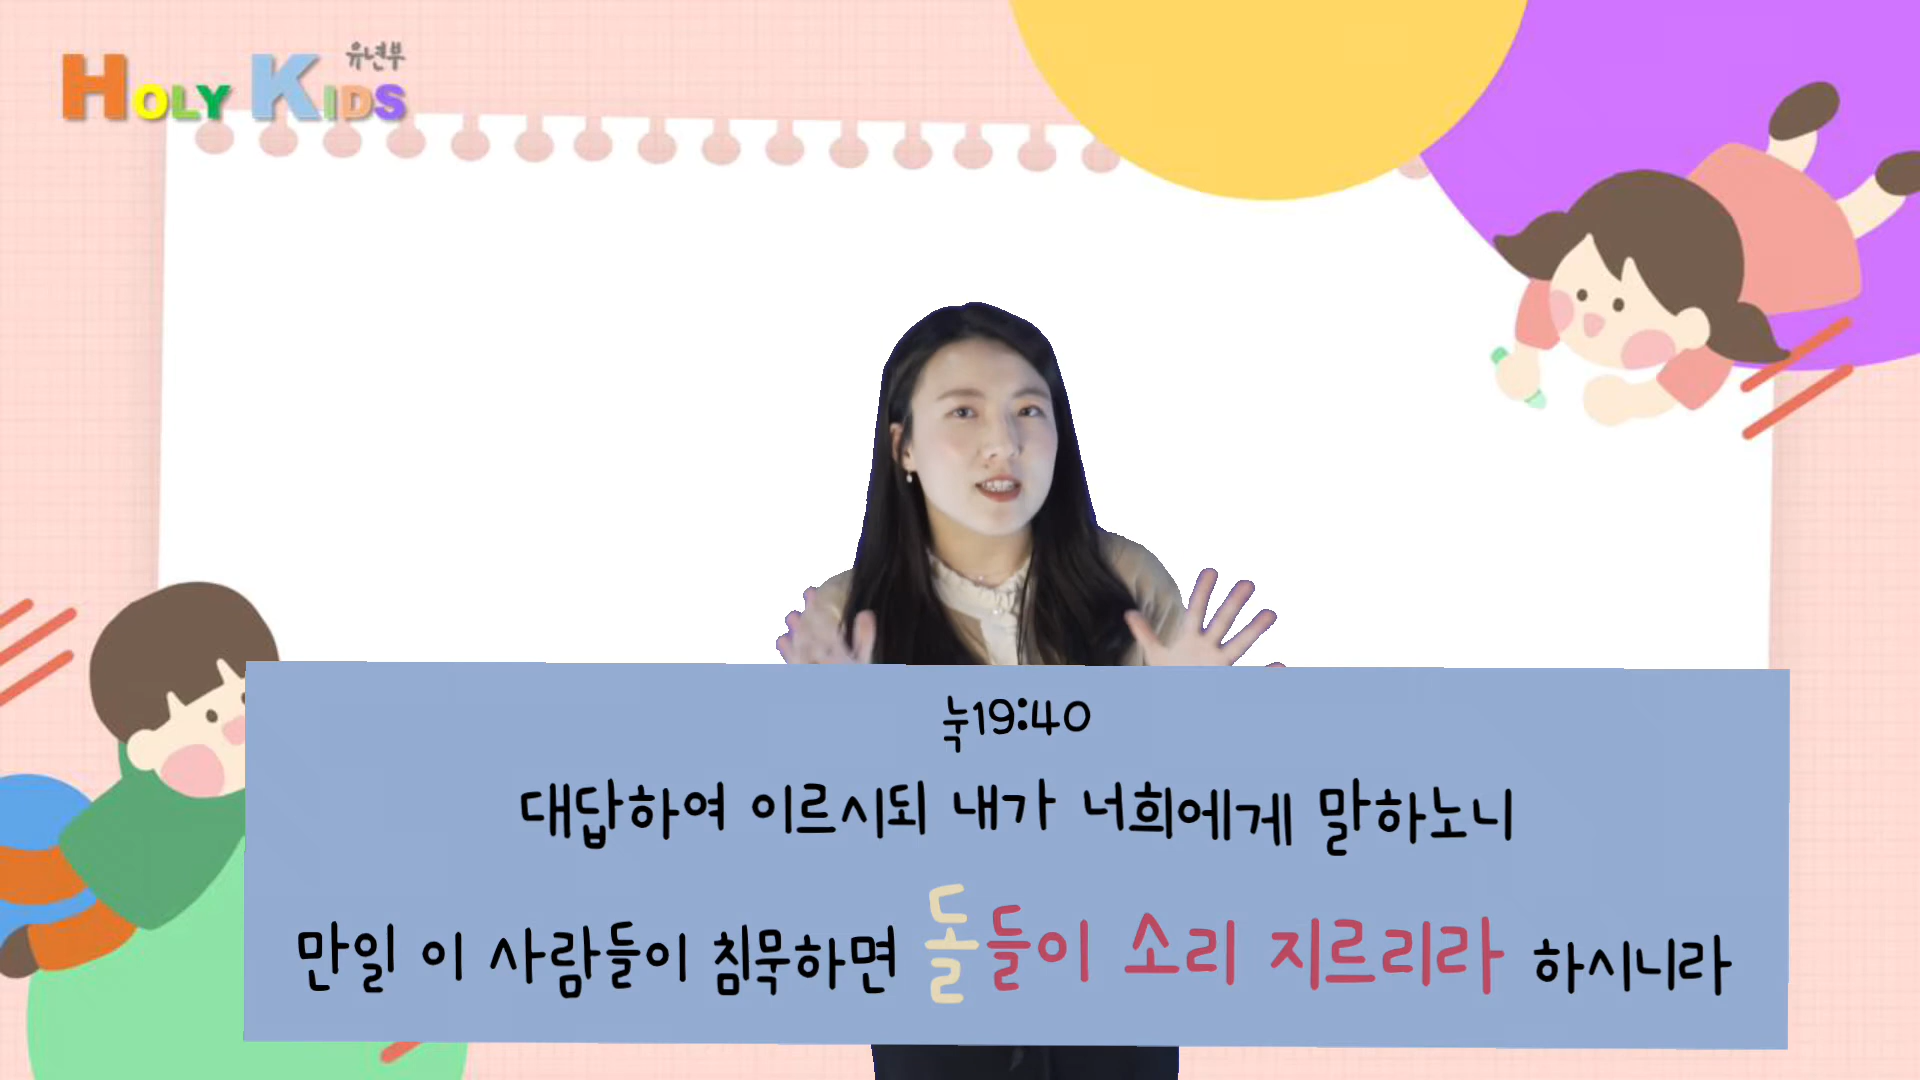 유년부
HOLY KIDS
눅19:40
대답하여 이르시되 내가 너희에게 말하노니
만일 이 사람들이 침묵하면 돌들이 소리 지르리라 하시니라